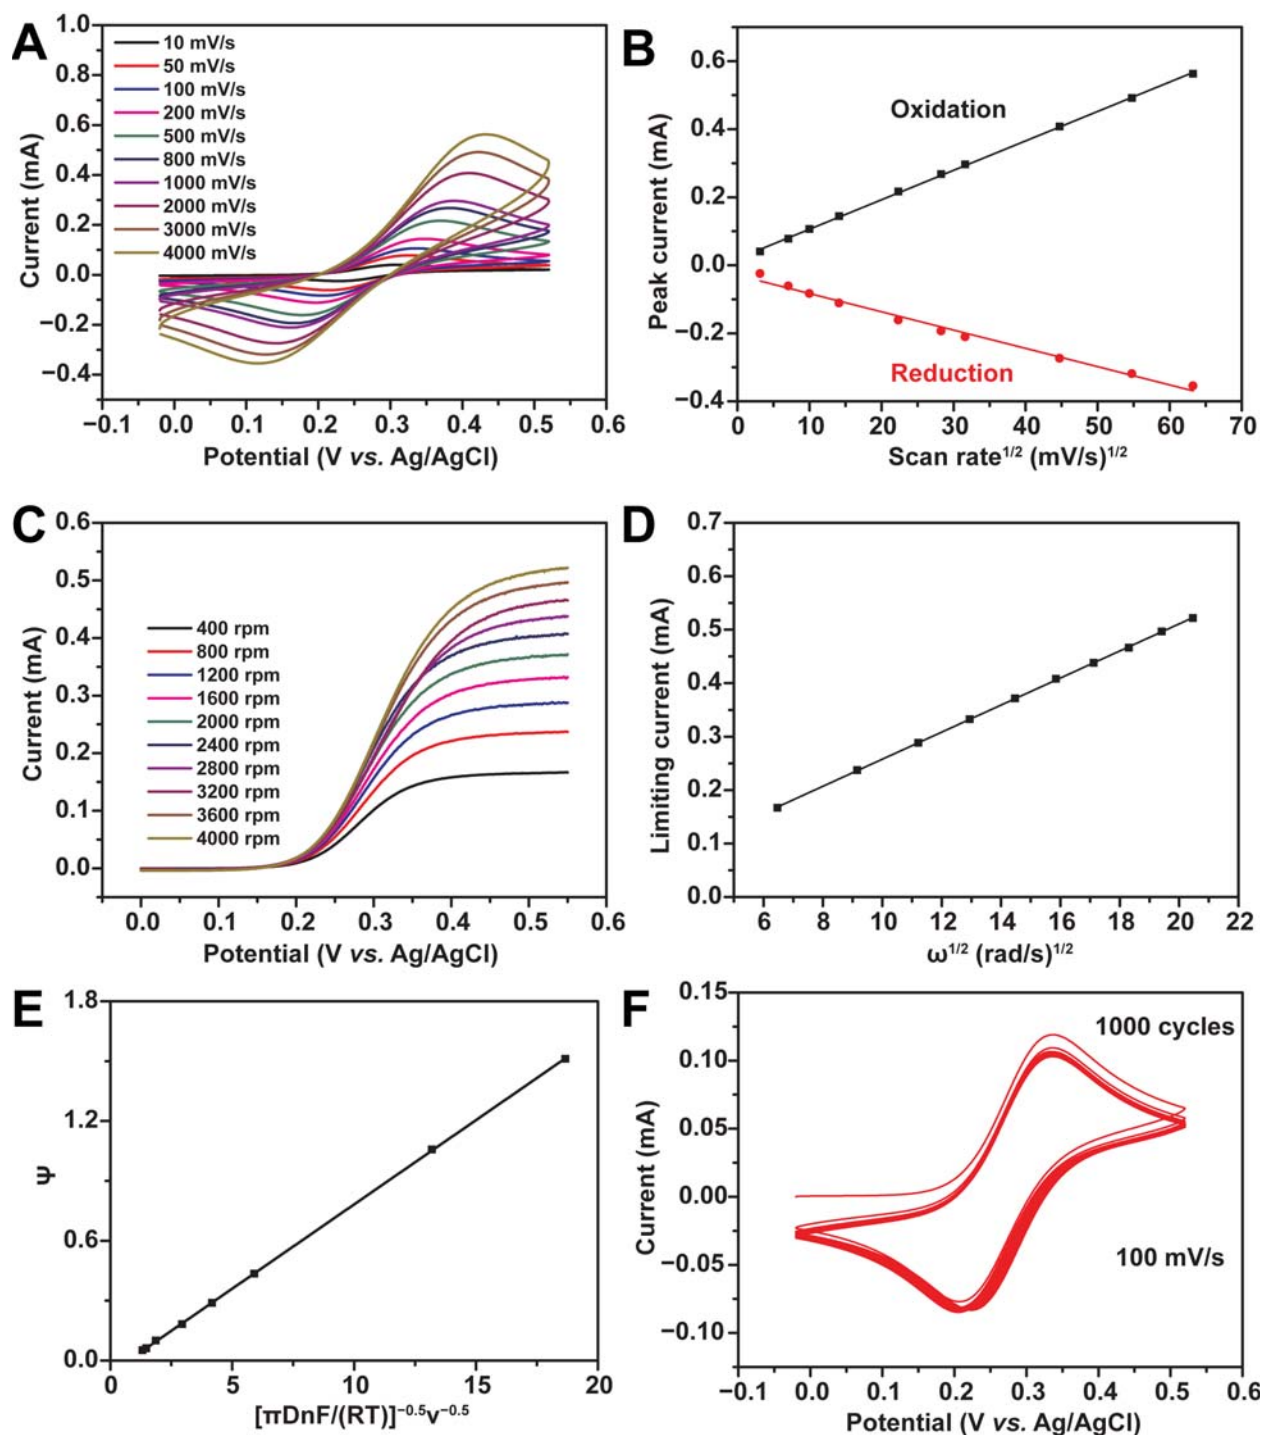 A
1.0
0.8
0.6
0.4
0.2
0.0
−0.2
−0.4
Current (mA)
10 mV/s
50 mV/s
100 mV/s
200 mV/s
500 mV/s
800 mV/s
1000 mV/s
2000 mV/s
3000 mV/s
4000 mV/s
−0.1 0.0 0.1 0.2 0.3 0.4 0.5 0.6
Potential (V vs. Ag/AgCl)
B
0.6
0.4
0.2
0.0
−0.2
−0.4
Peak current (mA)
Oxidation
Reduction
0 10 20 30 40 50 60 70
Scan rate1/2 (mV/s)1/2
C
0.6
0.5
0.4
0.3
0.2
0.1
0.0
Current (mA)
400 rpm
800 rpm
1200 rpm
1600 rpm
2000 rpm
2400 rpm
2800 rpm
3200 rpm
3600 rpm
4000 rpm
0.0 0.1 0.2 0.3 0.4 0.5 0.6
Potential (V vs. Ag/AgCl)
D
0.7
0.6
0.5
0.4
0.3
0.2
0.1
0.0
Limiting current (mA)
6 8 10 12 14 16 18 20 22
ω1/2 (rad/s)1/2
E
1.8
1.2
0.6
0.0
Ψ
0 5 10 15 20
[πDnF/(RT)]−0.5v−0.5
F
0.15
0.10
0.05
0.00
−0.05
−0.10
Current (mA)
1000 cycles
100 mV/s
−0.1 0.0 0.1 0.2 0.3 0.4 0.5 0.6
Potential (V vs. Ag/AgCl)